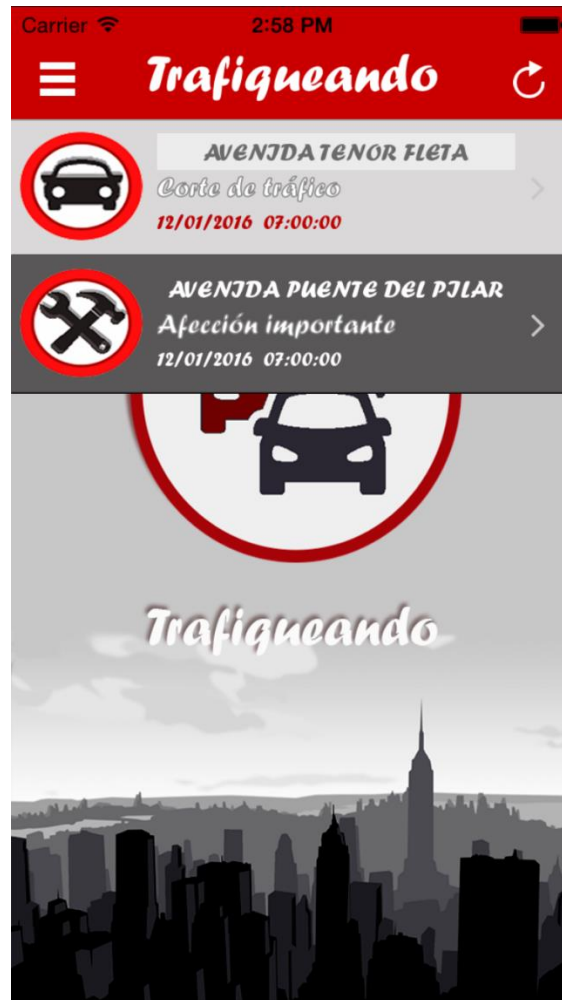 Carrier 2:58 PM
Trafiqueando
AVENIDA TENOR FLETA
Corte de tráfico
12/01/2016 07:00:00
AVENIDA PUENTE DEL PILAR
Afección importante
12/01/2016 07:00:00
P
Trafiqueando